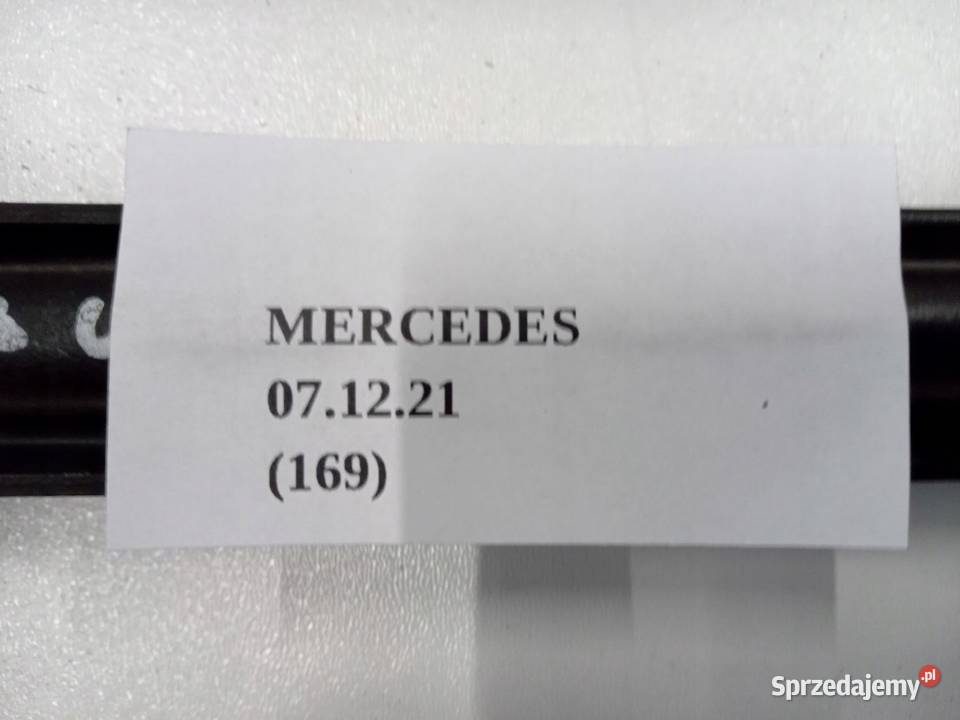 MERCEDES
07.12.21
(169)
Sprzedajemy.pl